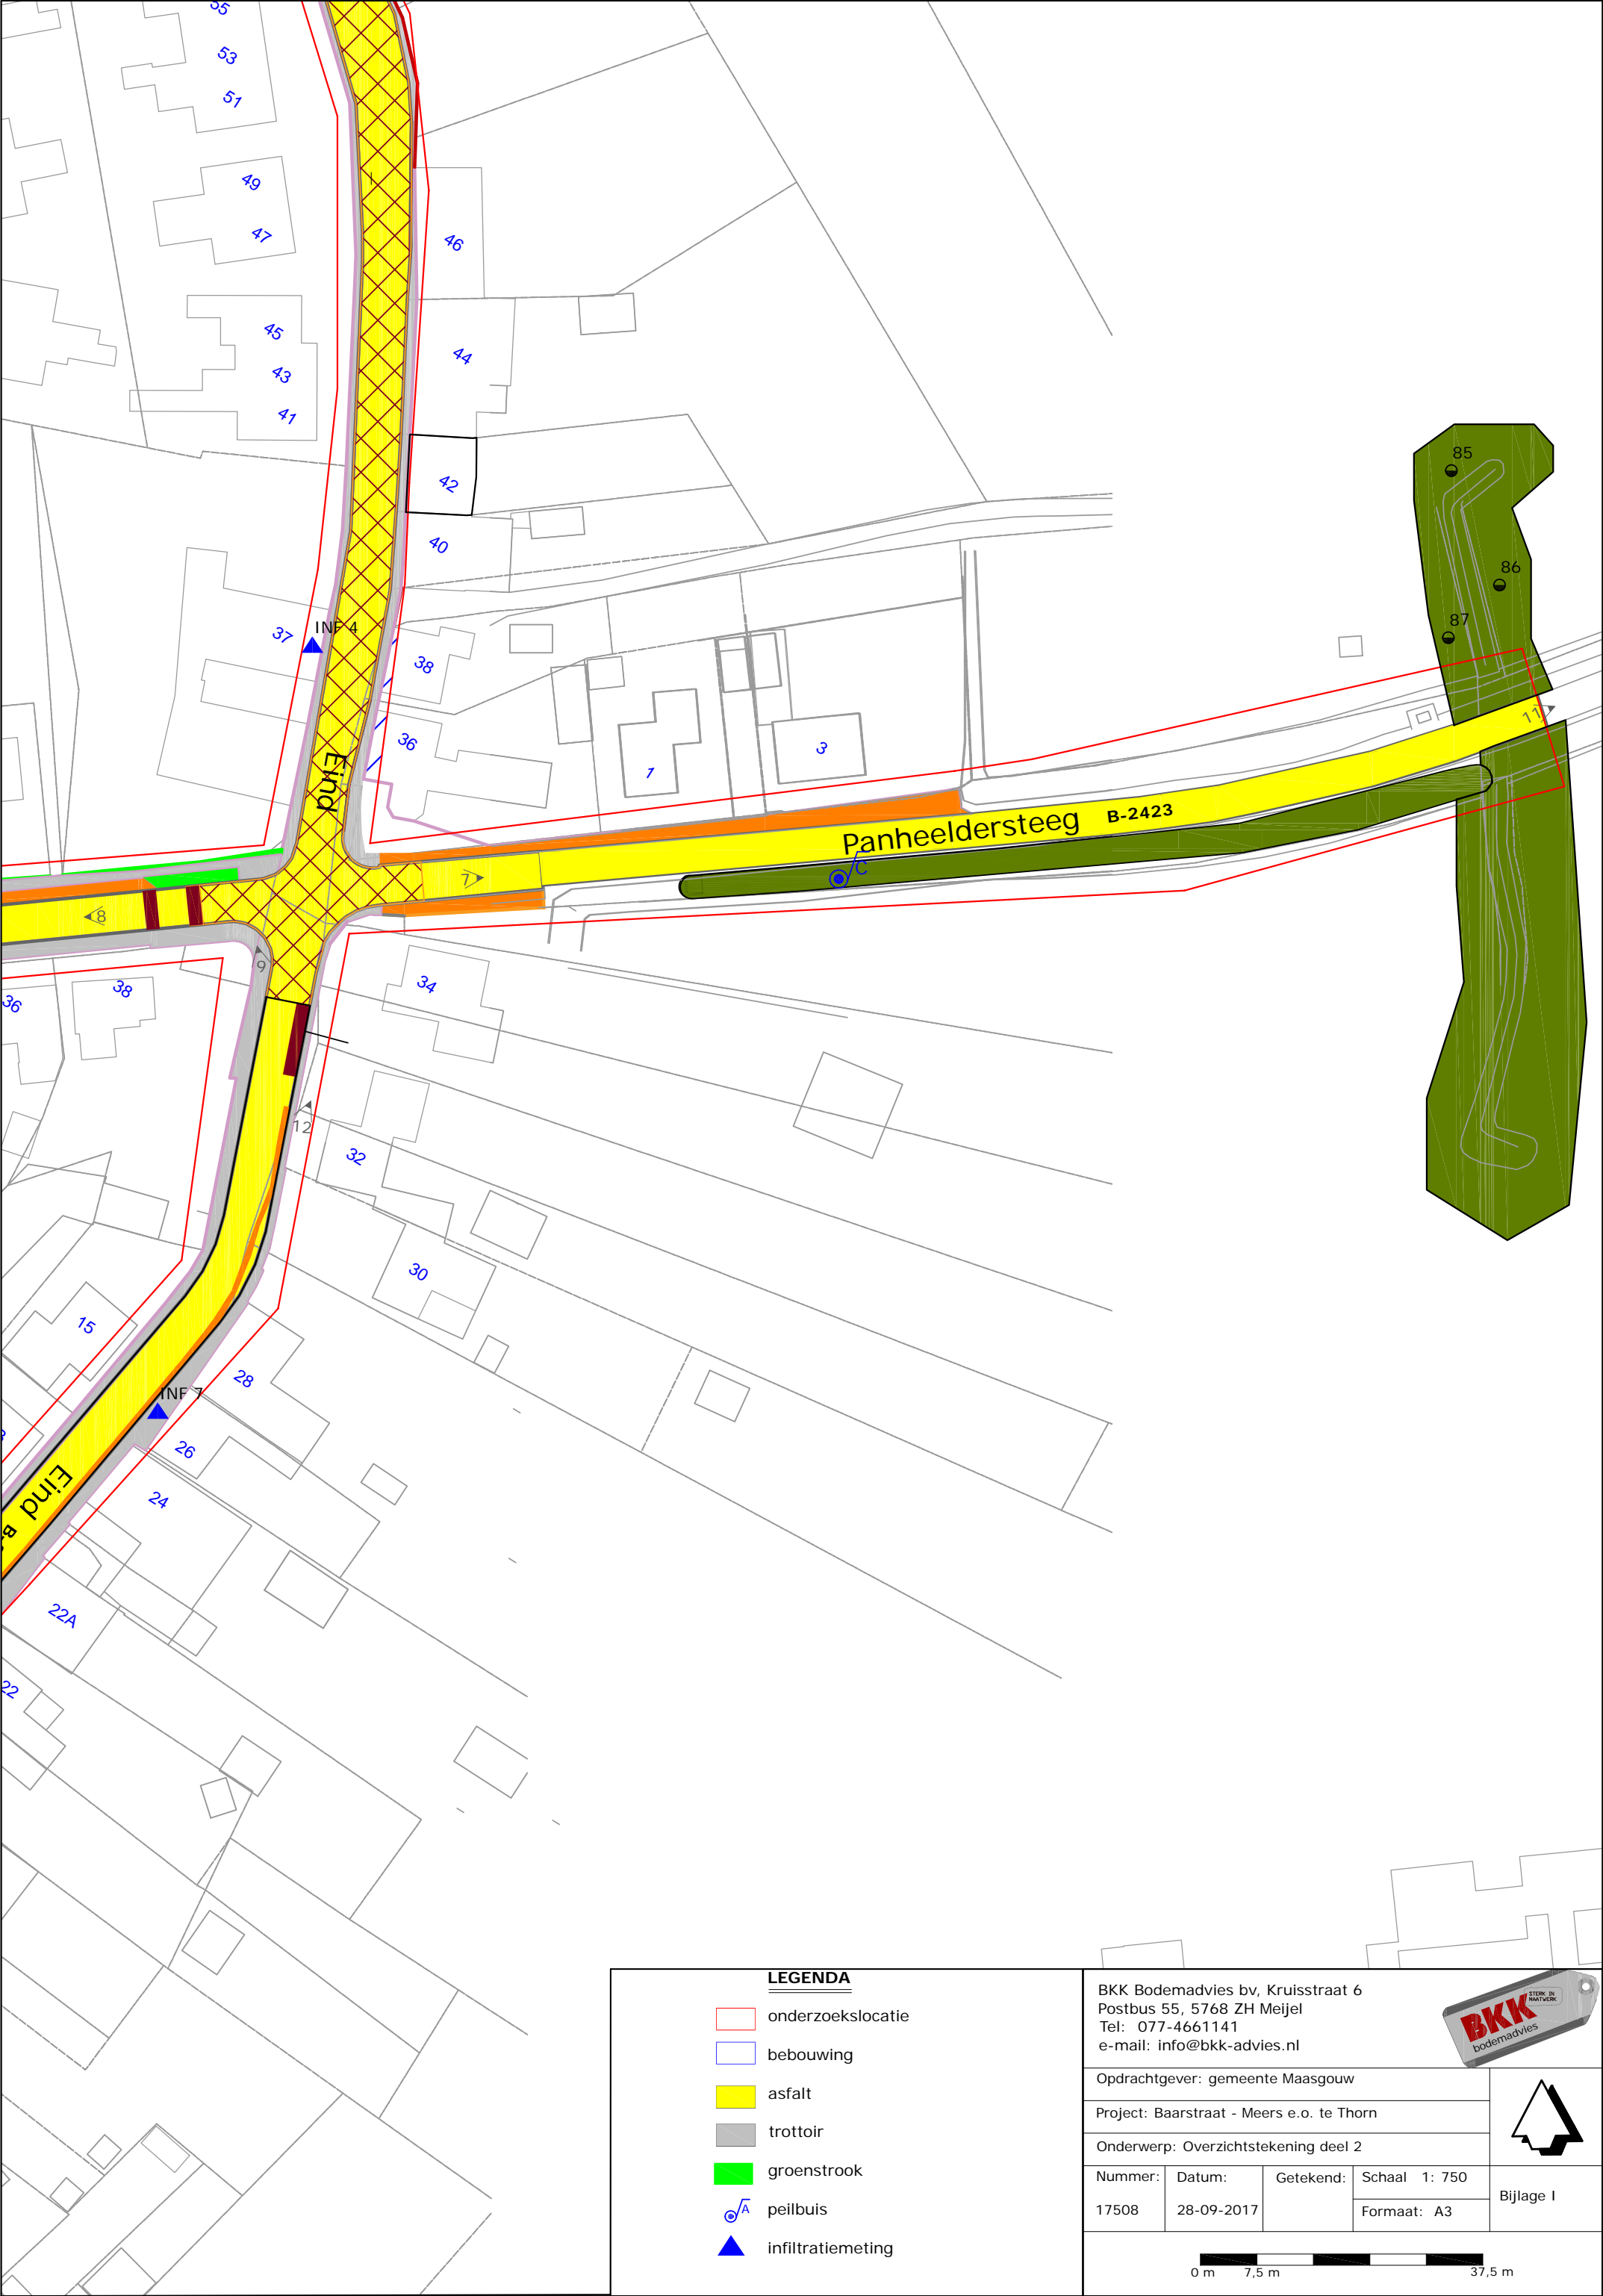 55
53
51
49
47
46
45
44
43
41
42
40
85
86
87
37
INF 4
38
36
Eind
1
3
11
Panheeldersteeg B-2423
C
7
8
9
36
38
34
12
32
30
15
28
INF 7
26
24
Eind
22A
22
LEGENDA
onderzoekslocatie
bebouwing
asfalt
trottoir
groenstrook
A peilbuis
infiltratiemeting
BKK Bodemadvies bv, Kruisstraat 6
Postbus 55, 5768 ZH Meijel
Tel: 077-4661141
e-mail: info@bkk-advies.nl
BKK
STERK IN
MAATWERK
bodemadvies
Opdrachtgever: gemeente Maasgouw
Project: Baarstraat - Meers e.o. te Thorn
Onderwerp: Overzichtstekening deel 2
Nummer: Datum: Getekend: Schaal 1: 750
17508 28-09-2017 Formaat: A3
Bijlage I
0 m 7,5 m 37,5 m